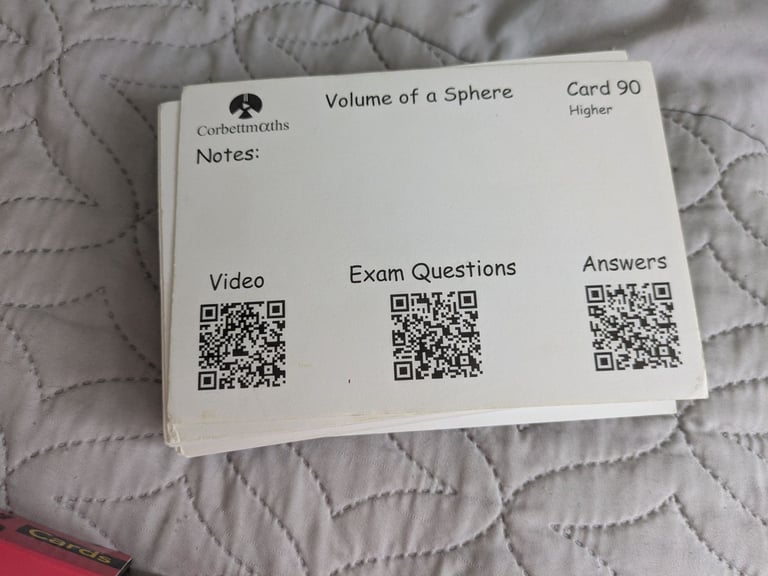 Corbettmαths
Volume of a Sphere
Card 90
Higher
Notes:
Video
Exam Questions
Answers
Cards